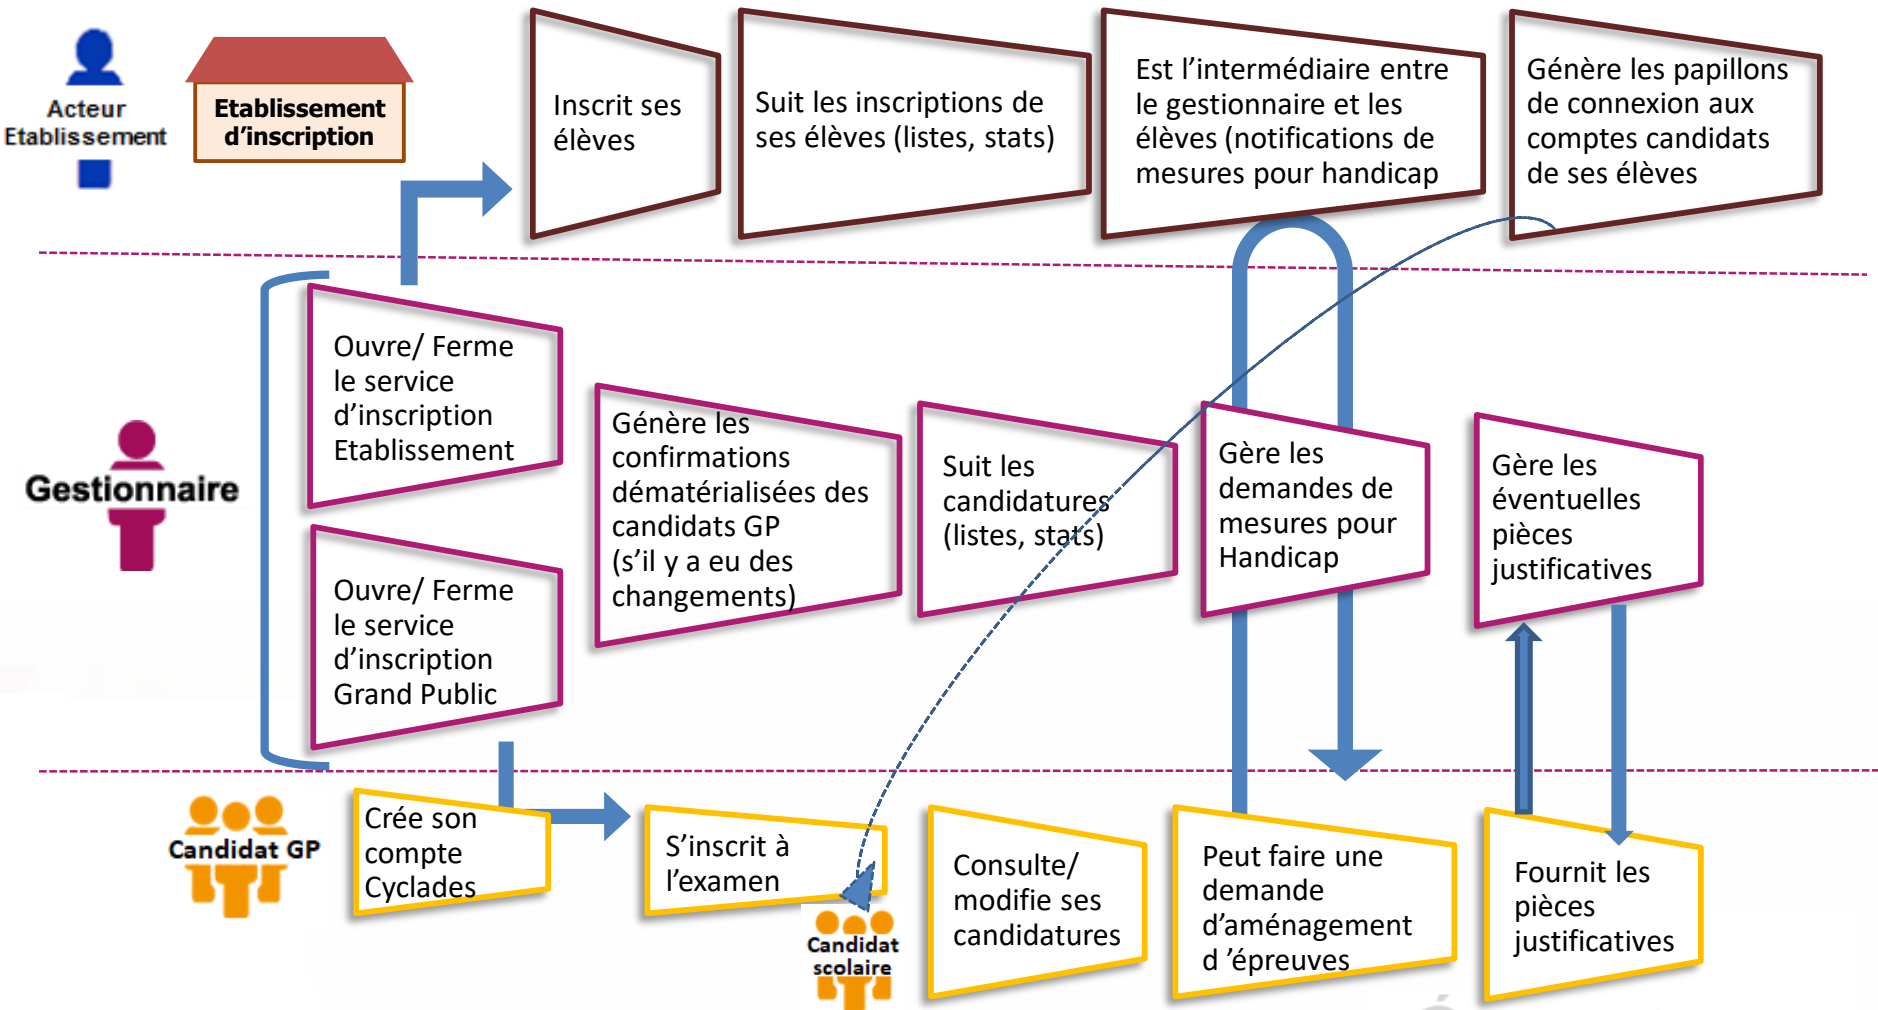 Acteur
Etablissement
Etablissement
d’inscription
Inscrit ses
élèves
Suit les inscriptions de
ses élèves (listes, stats)
Est l’intermédiaire entre
le gestionnaire et les
élèves (notifications de
mesures pour handicap
Génère les papillons
de connexion aux
comptes candidats
de ses élèves
Gestionnaire
Ouvre/ Ferme
le service
d’inscription
Etablissement
Ouvre/ Ferme
le service
d’inscription
Grand Public
Génère les
confirmations
dématérialisées des
candidats GP
(s’il y a eu des
changements)
Suit les
candidatures
(listes, stats)
Gère les
demandes de
mesures pour
Handicap
Gère les
éventuelles
pièces
justificatives
Candidat GP
Crée son
compte
Cyclades
S’inscrit à
l’examen
Candidat
scolaire
Consulte/
modifie ses
candidatures
Peut faire une
demande
d’aménagement
d ’épreuves
Fournit les
pièces
justificatives